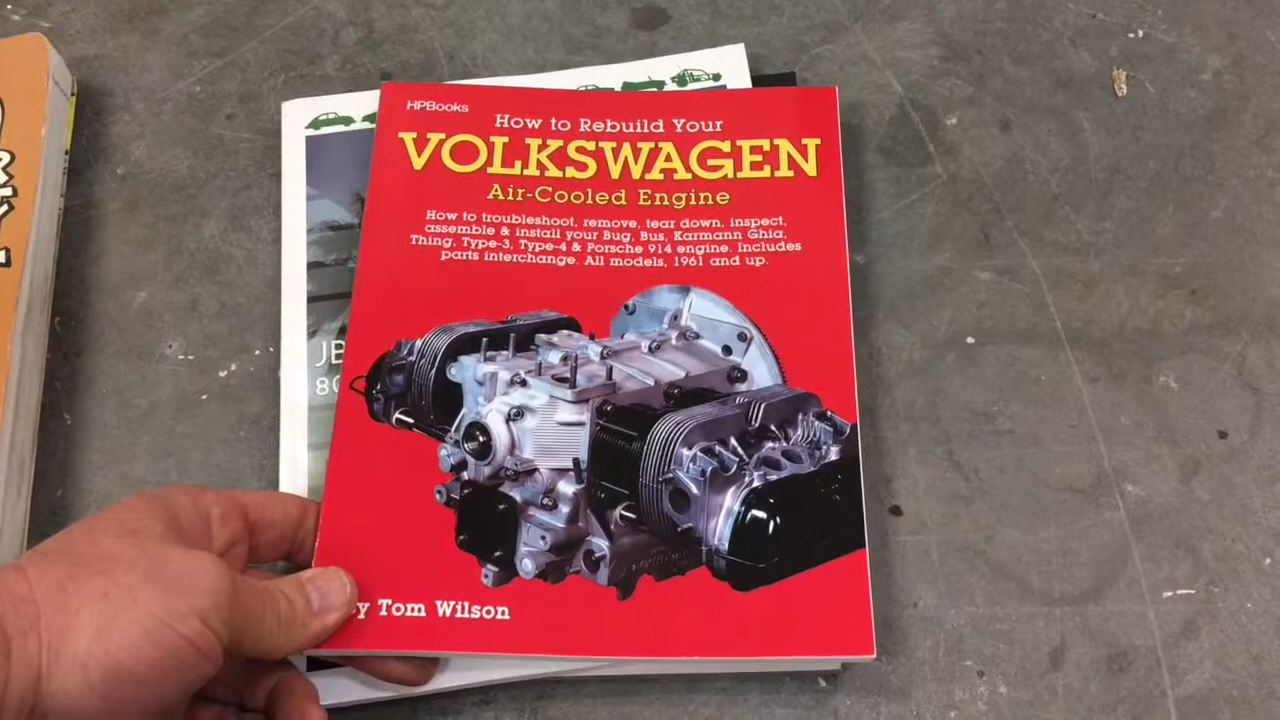 HPBooks
How to Rebuild Your
VOLKSWAGEN
Air-Cooled Engine
How to troubleshoot, remove, tear down, inspect,
assemble & install your Bug, Bus, Karmann Ghia,
Thing, Type-3, Type-4 & Porsche 914 engine. Includes
parts interchange. All models, 1961 and up.
Tom Wilson
JB
80
&